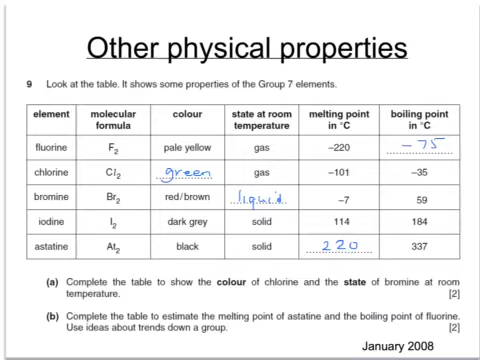 Other physical properties
9 Look at the table. It shows some properties of the Group 7 elements.
element molecular formula colour state at room temperature melting point in °C boiling point in °C
fluorine F2 pale yellow gas –220 –75
chlorine Cl2 green gas –101 –35
bromine Br2 red/brown liquid –7 59
iodine I2 dark grey solid 114 184
astatine At2 black solid 220 337
(a) Complete the table to show the colour of chlorine and the state of bromine at room
temperature. [2]
(b) Complete the table to estimate the melting point of astatine and the boiling point of fluorine.
Use ideas about trends down a group. [2]
January 2008